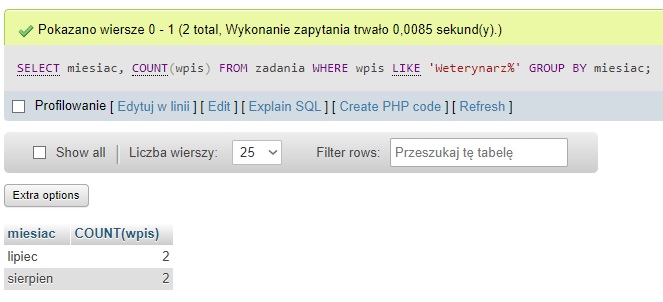 Pokazano wiersze 0 - 1 (2 total, Wykonanie zapytania trwało 0,0085 sekund(y).)
SELECT miesiac, COUNT(wpis) FROM zadania WHERE wpis LIKE 'Weterynarz%' GROUP BY miesiac;
Profilowanie [ Edytuj w linii ] [ Edit ] [ Explain SQL ] [ Create PHP code ] [ Refresh ]
Show all Liczba wierszy: 25 Filter rows: Przeszukaj tę tabelę
Extra options
miesiac COUNT(wpis)
lipiec 2
sierpien 2